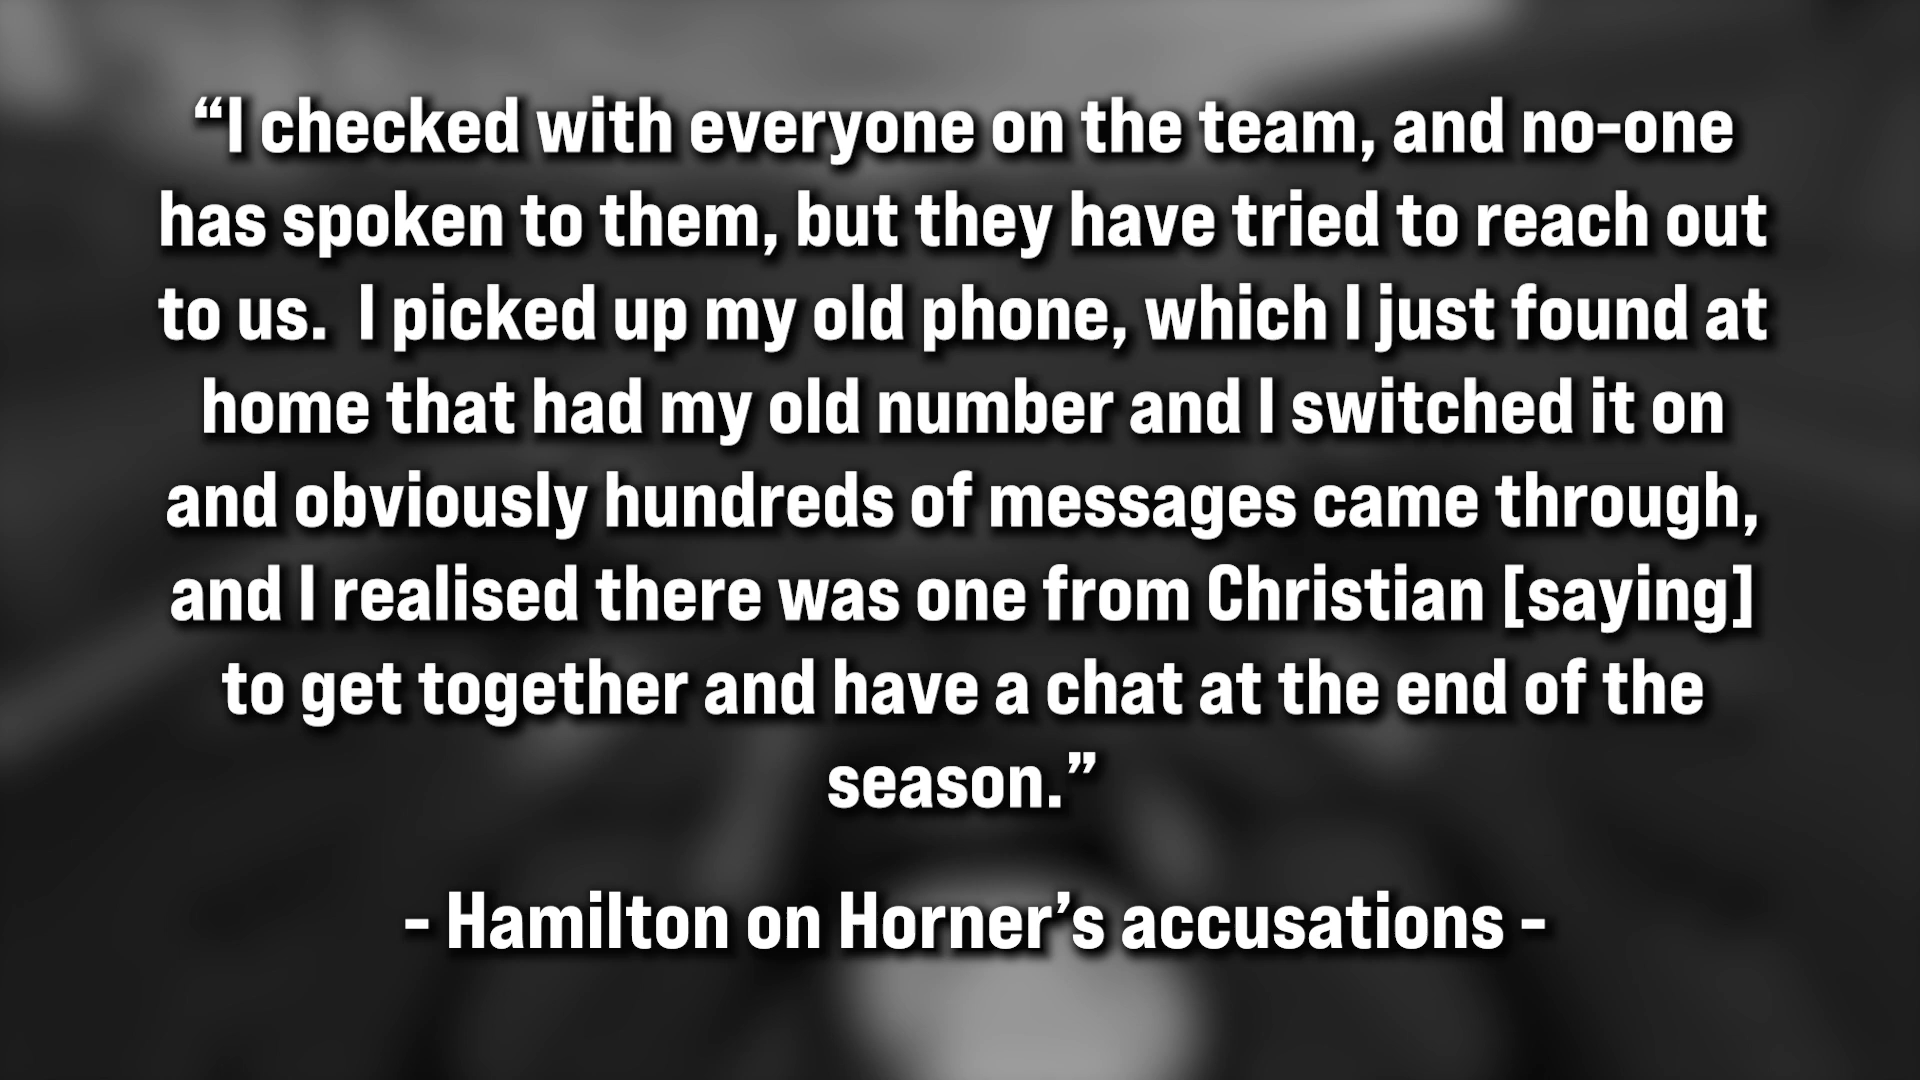 “I checked with everyone on the team, and no-one
has spoken to them, but they have tried to reach out
to us.  I picked up my old phone, which I just found at
home that had my old number and I switched it on
and obviously hundreds of messages came through,
and I realised there was one from Christian [saying]
to get together and have a chat at the end of the
season.”
- Hamilton on Horner’s accusations -